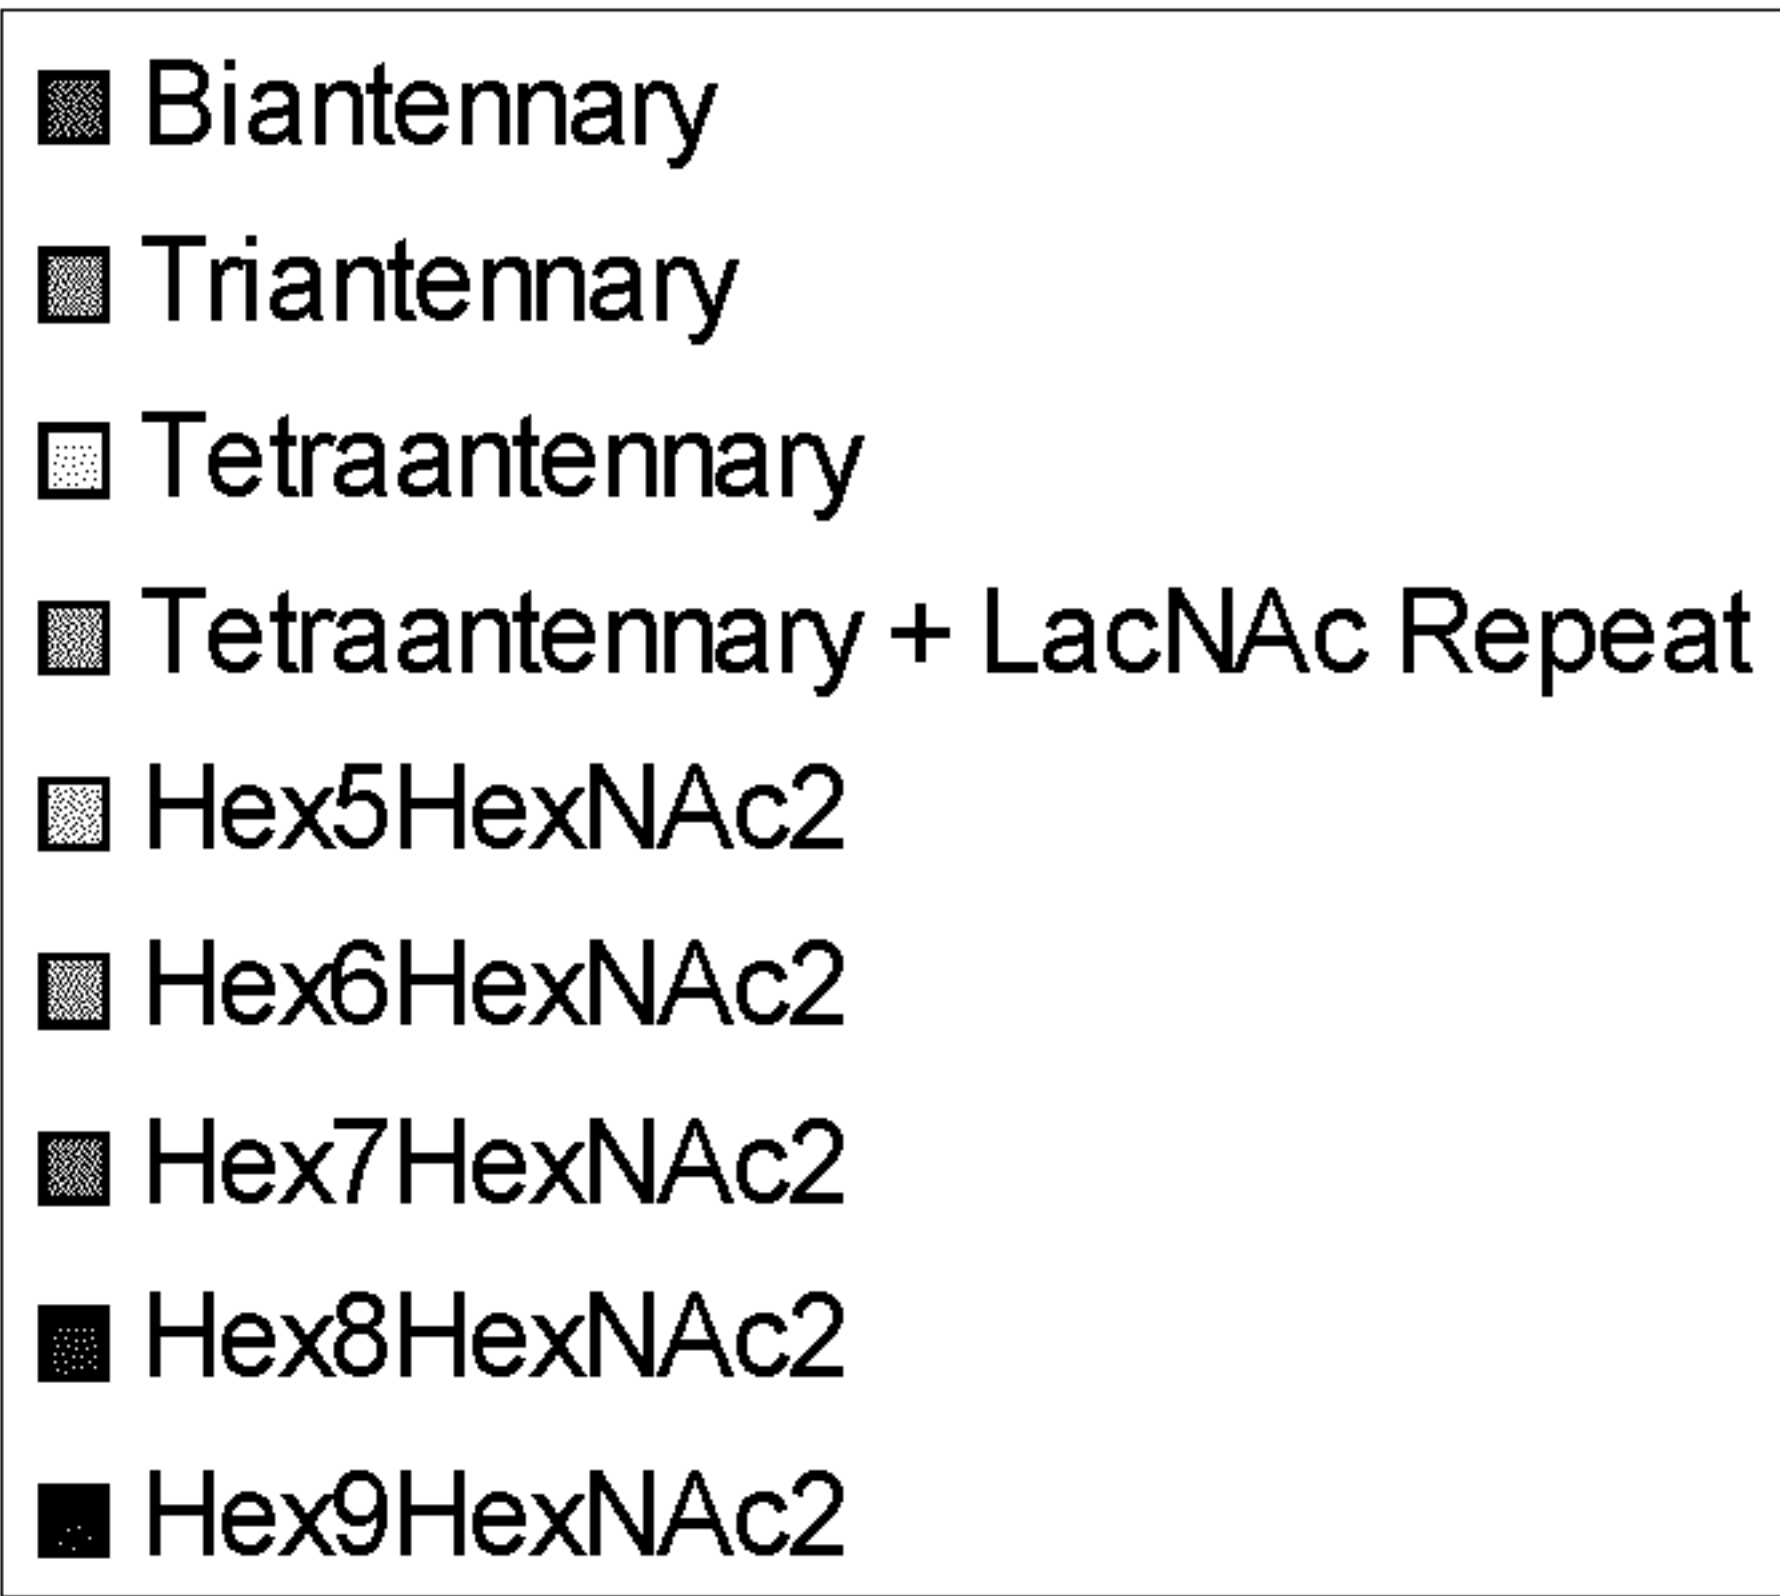 Biantennary
Triantennary
Tetraantennary
Tetraantennary + LacNAc Repeat
Hex5HexNAc2
Hex6HexNAc2
Hex7HexNAc2
Hex8HexNAc2
Hex9HexNAc2